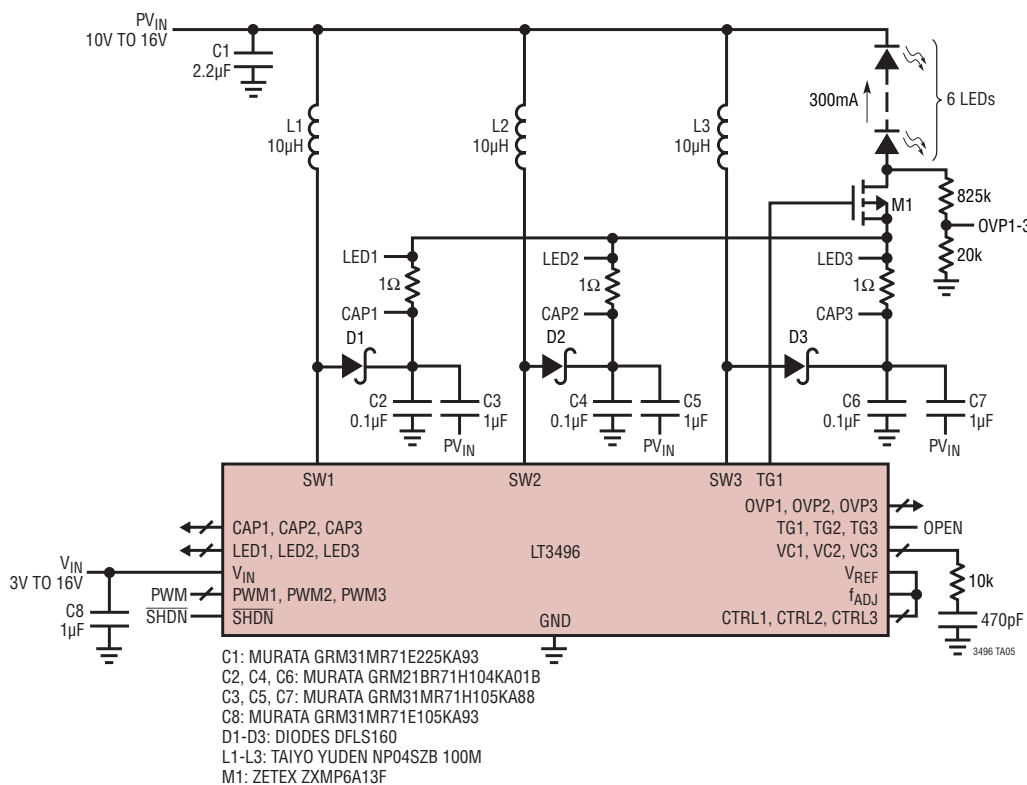 PVIN
10V TO 16V
C1
2.2µF
L1
10µH
L2
10µH
L3
10µH
300mA
6 LEDs
M1
825k
OVP1-3
20k
LED1
1Ω
CAP1
LED2
1Ω
CAP2
LED3
1Ω
CAP3
D1
D2
D3
C2
0.1µF
C3
1µF
PVIN
C4
0.1µF
C5
1µF
PVIN
C6
0.1µF
C7
1µF
PVIN
SW1
SW2
SW3
TG1
OVP1, OVP2, OVP3
CAP1, CAP2, CAP3
TG1, TG2, TG3
OPEN
LED1, LED2, LED3
LT3496
VC1, VC2, VC3
VIN
3V TO 16V
VIN
VREF
PWM
PWM1, PWM2, PWM3
fADJ
10k
C8
1µF
SHDN
SHDN
GND
CTRL1, CTRL2, CTRL3
470pF
3496 TA05
C1: MURATA GRM31MR71E225KA93
C2, C4, C6: MURATA GRM21BR71H104KA01B
C3, C5, C7: MURATA GRM31MR71H105KA88
C8: MURATA GRM31MR71E105KA93
D1-D3: DIODES DFLS160
L1-L3: TAIYO YUDEN NP04SZB 100M
M1: ZETEX ZXMP6A13F